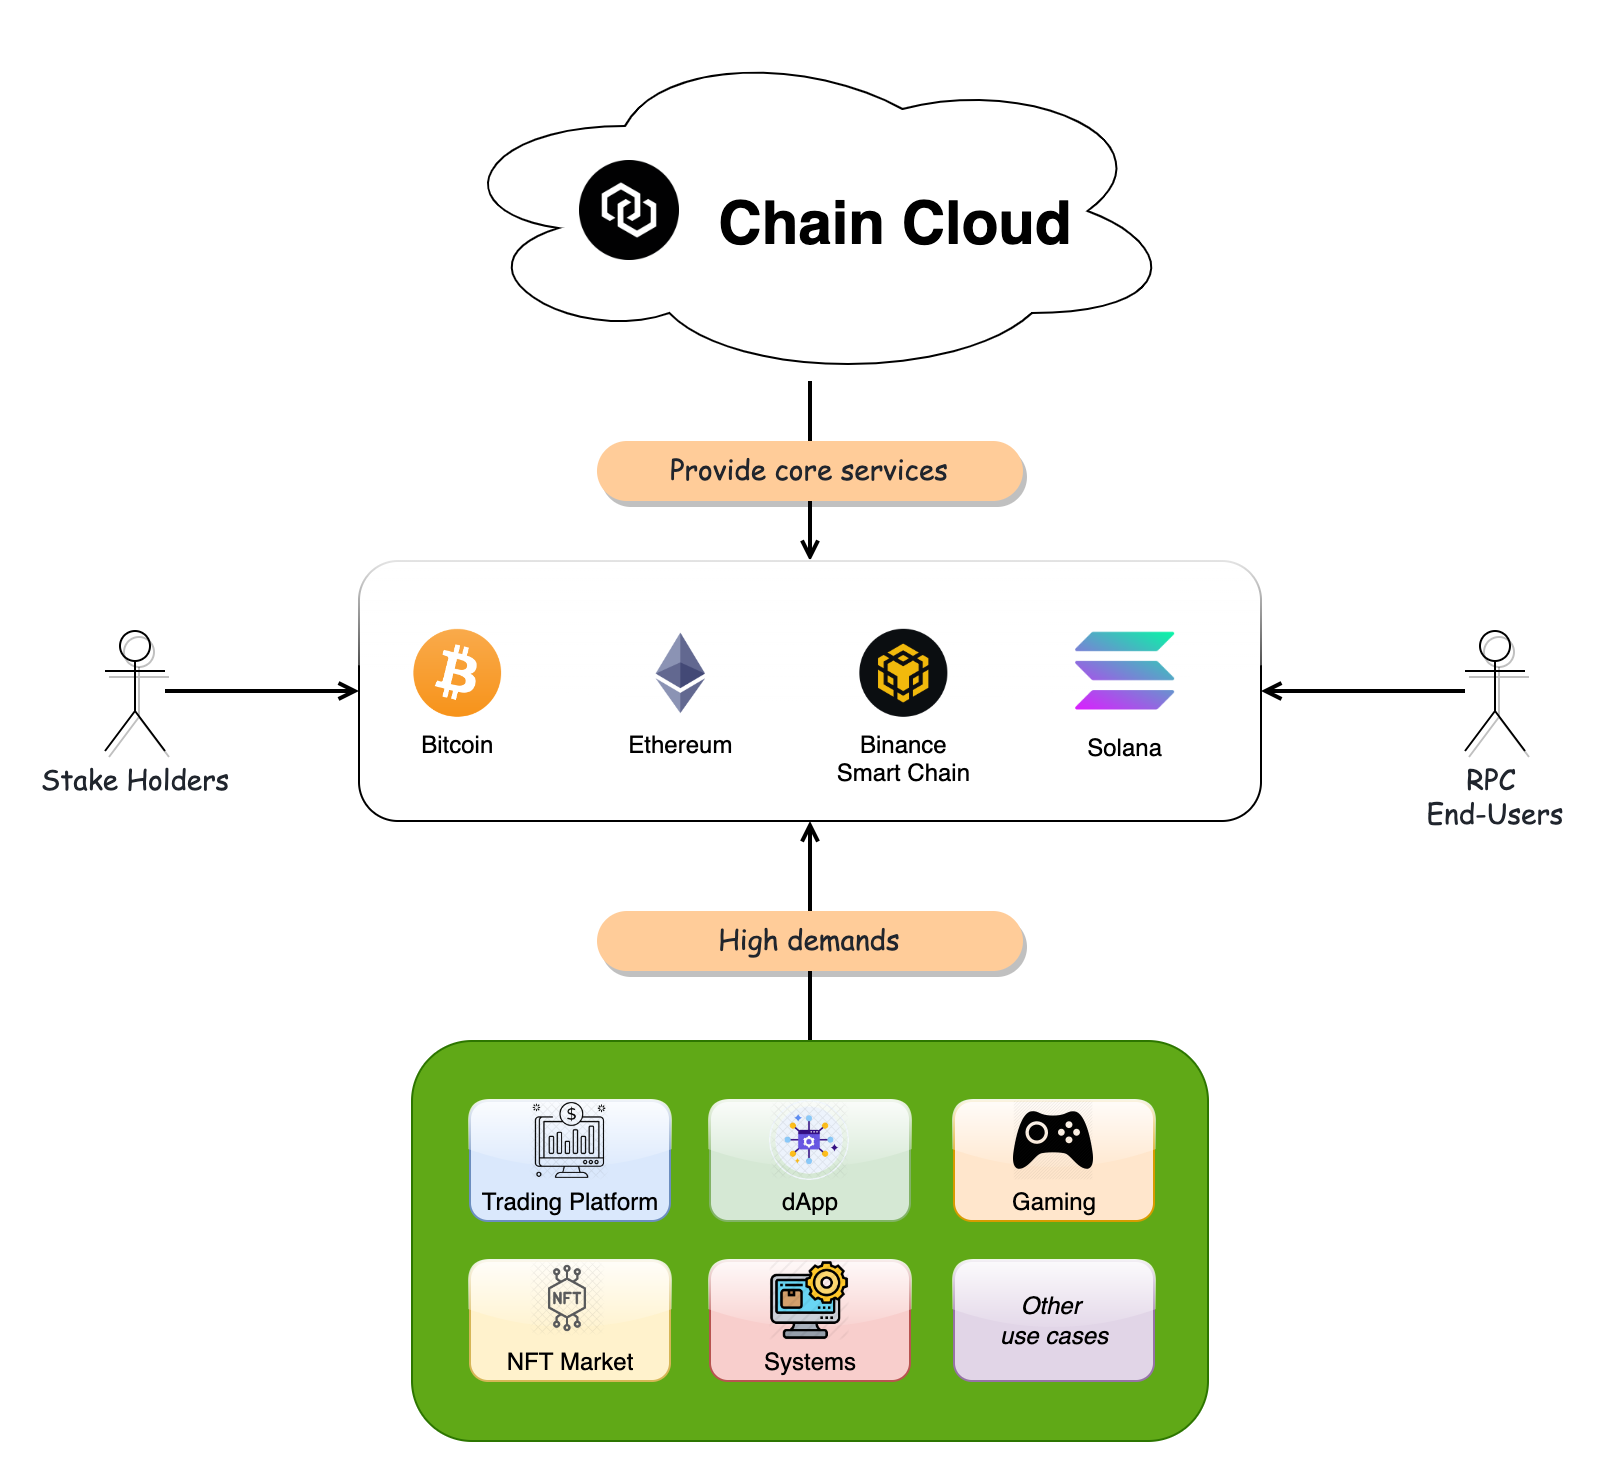 Chain Cloud
Provide core services
Bitcoin
Ethereum
Binance
Smart Chain
Solana
Stake Holders
RPC
End-Users
High demands
$
Trading Platform
dApp
Gaming
NFT
NFT Market
Systems
Other
use cases